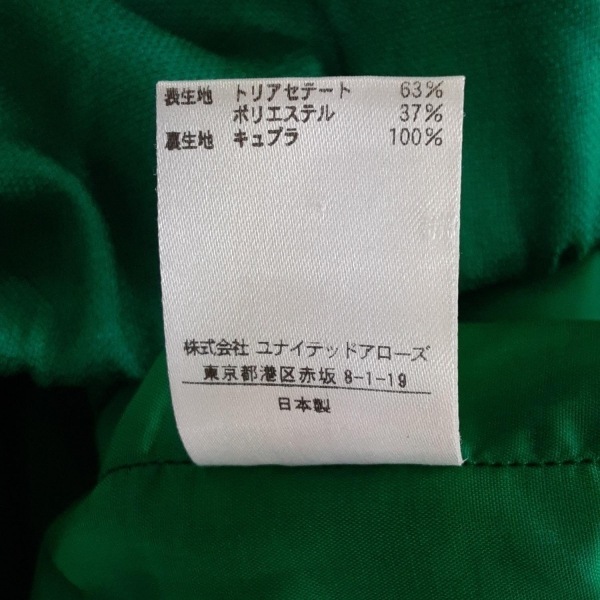 表生地 トリアセテート 63%
ポリエステル 37%
裏生地 キュプラ 100%
株式会社 ユナイテッドアローズ
東京都港区赤坂 8-1-19
日本製